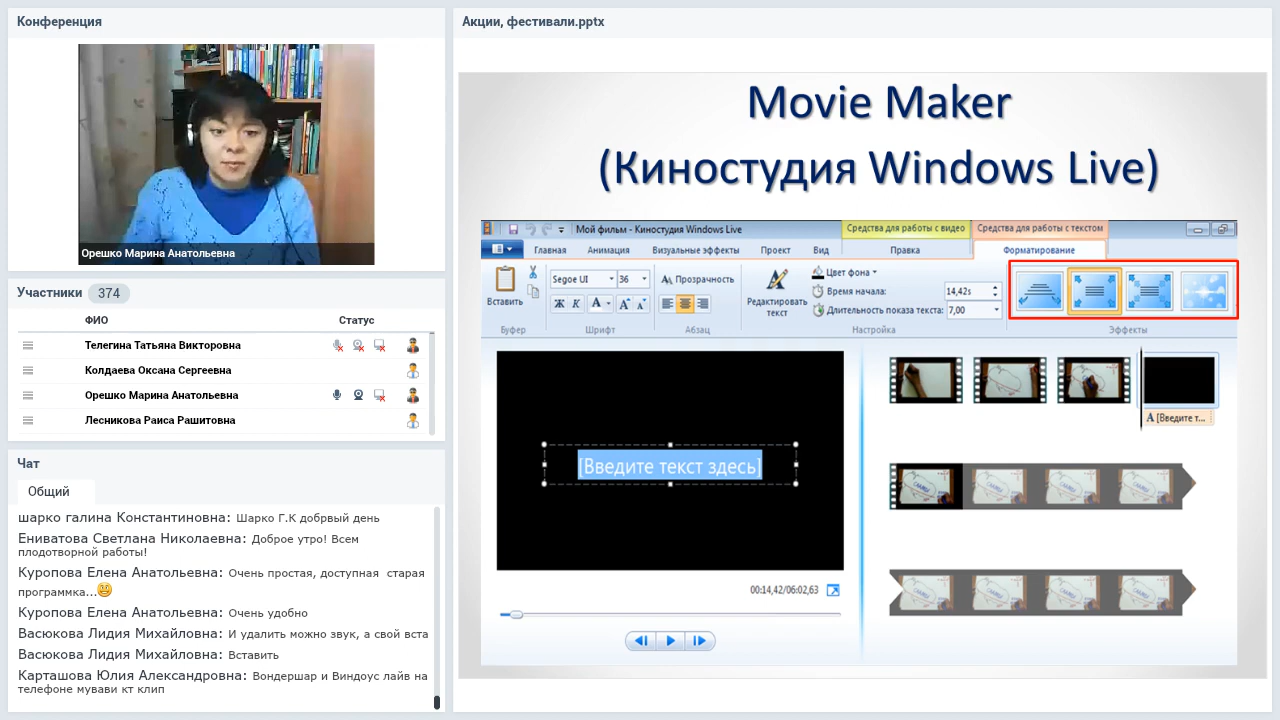 Конференция
Орешко Марина Анатольевна
Участники 374
ФИО Статус
Телегина Татьяна Викторовна
Колдаева Оксана Сергеевна
Орешко Марина Анатольевна
Лесникова Раиса Рашитовна
Чат
Общий
шарко галина Константиновна: Шарко Г.К добрвый день
Ениватова Светлана Николаевна: Доброе утро! Всем
плодотворной работы!
Куропова Елена Анатольевна: Очень простая, доступная старая
программка...
Куропова Елена Анатольевна: Очень удобно
Васюкова Лидия Михайловна: И удалить можно звук, а свой вста
Васюкова Лидия Михайловна: Вставить
Карташова Юлия Александровна: Вондершар и Виндоус лайв на
телефоне мувави кт клип
Акции, фестивали.pptx
Movie Maker
(Киностудия Windows Live)
Мой фильм - Киностудия Windows Live
Средства для работы с видео
Средства для работы с текстом
Главная Анимация Визуальные эффекты Проект Вид Правка Форматирование
Вставить
Segoe UI 36
Ж К А А А
Прозрачность
Редактировать
текст
Цвет фона
Время начала: 14,42s
Длительность показа текста: 7,00
Буфер Шрифт Абзац Настройка Эффекты
[Введите текст здесь]
00:14,42/06:02,63
A [Введите т...